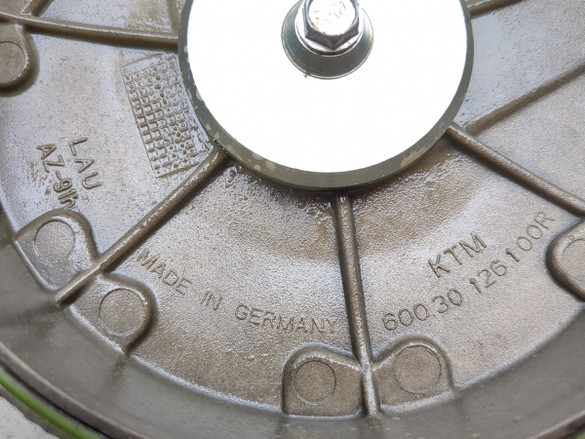 LAU
AZ-91h
MADE IN GERMANY
KTM
600 30 126 100R